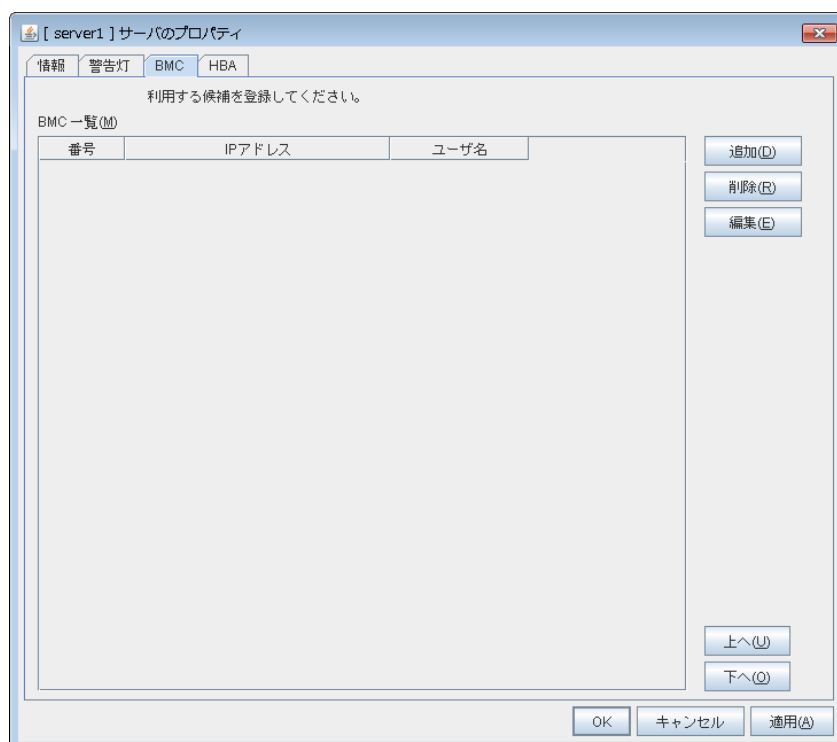 [ server1 ]サーバのプロパティ
情報 警告灯 BMC HBA
利用する候補を登録してください。
BMC 一覧(M)
番号 IPアドレス ユーザ名
追加(D)
削除(R)
編集(E)
上へ(U)
下へ(O)
OK キャンセル 適用(A)